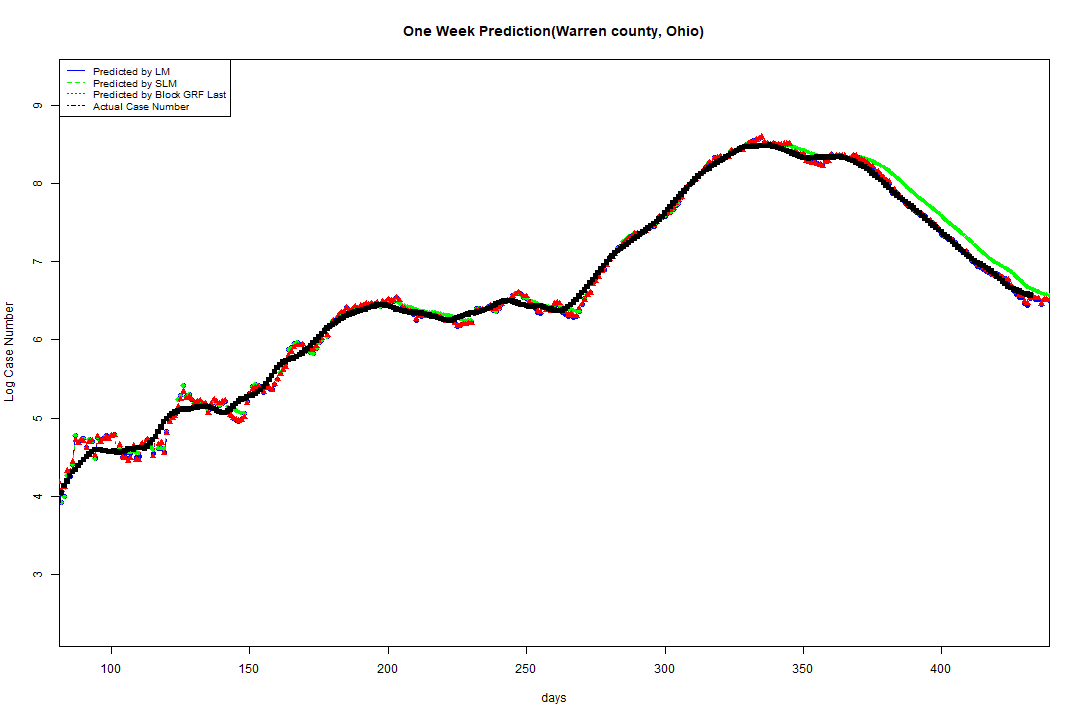 One Week Prediction(Warren county, Ohio)
Predicted by LM
Predicted by SLM
Predicted by Block GRF Last
Actual Case Number
Log Case Number
9
8
7
6
5
4
3
100 150 200 250 300 350 400
days